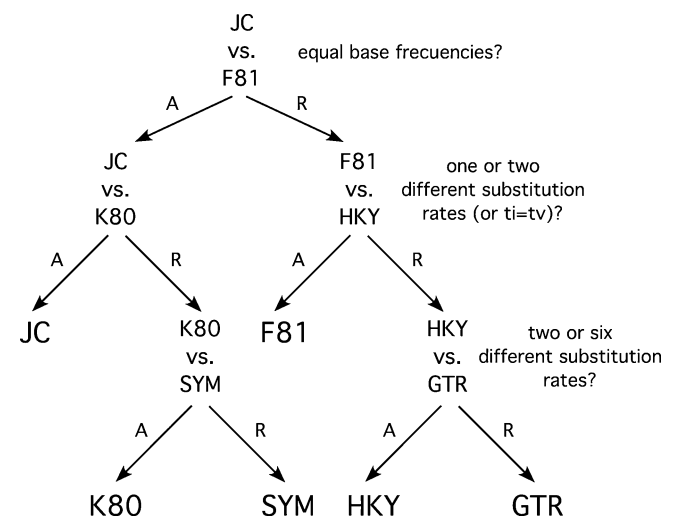 JC
vs.
F81
equal base frecuencies?
A
R
JC
vs.
K80
F81
vs.
HKY
one or two
different substitution
rates (or ti=tv)?
A
R
A
R
JC
K80
vs.
SYM
F81
HKY
vs.
GTR
two or six
different substitution
rates?
A
R
A
R
K80
SYM
HKY
GTR